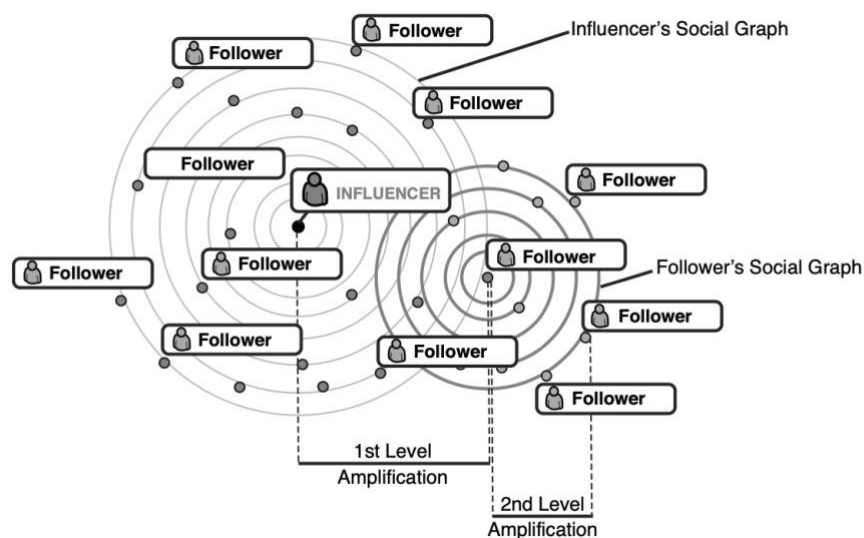 Follower
Influencer's Social Graph
Follower
Follower
Follower
Follower
INFLUENCER
Follower
Follower
Follower
Follower's Social Graph
Follower
Follower
Follower
Follower
Follower
1st Level
Amplification
2nd Level
Amplification